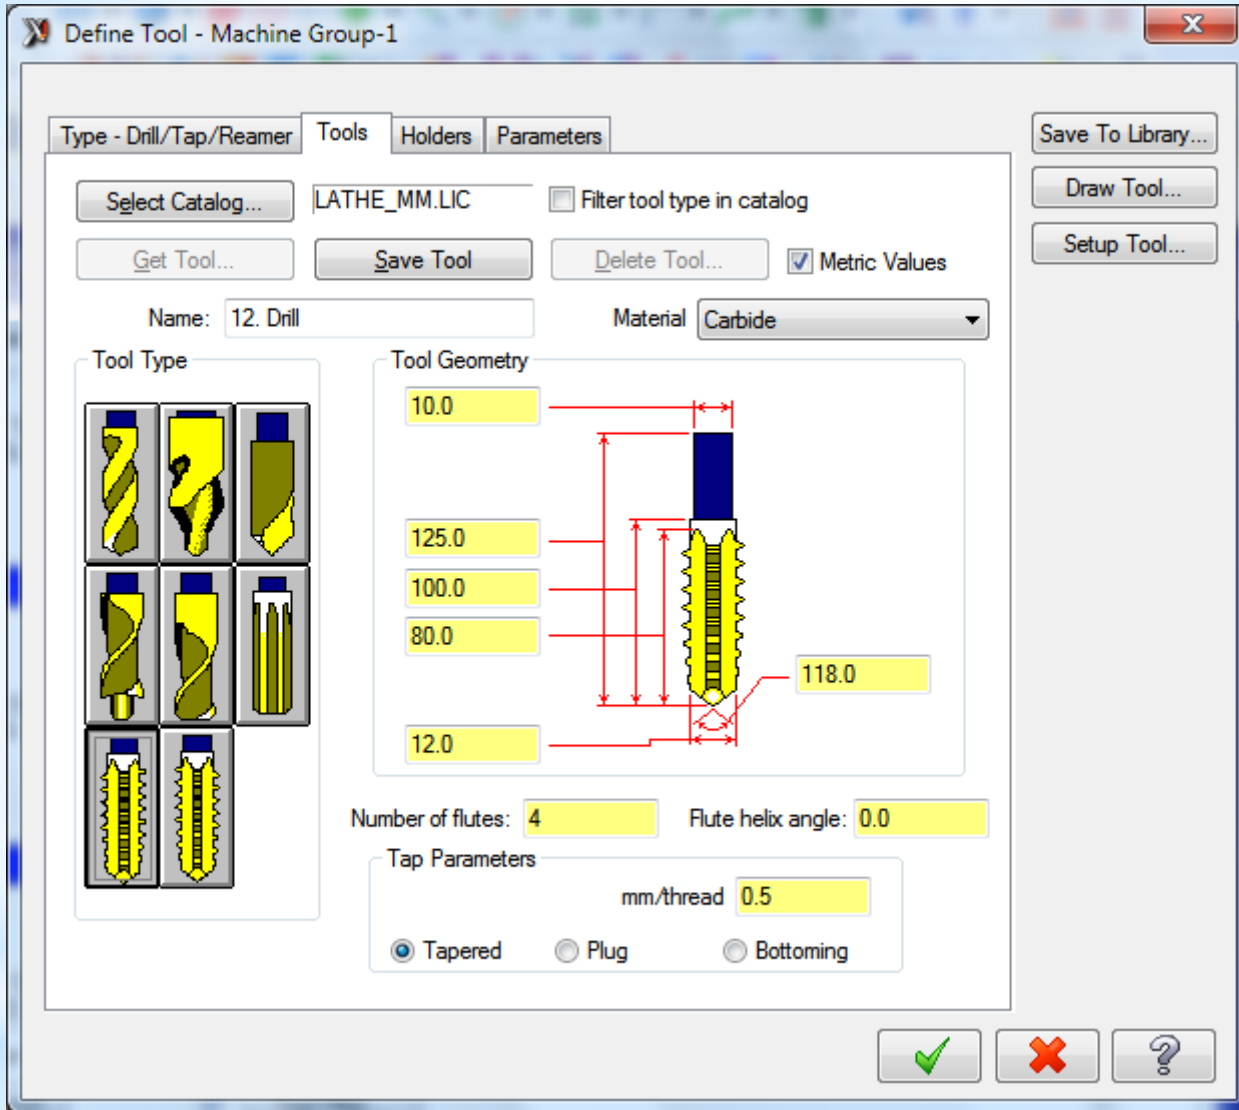 Define Tool - Machine Group-1
Type - Drill/Tap/Reamer Tools Holders Parameters
Save To Library...
Select Catalog... LATHE_MM.LIC Filter tool type in catalog
Draw Tool...
Get Tool... Save Tool Delete Tool... Metric Values
Setup Tool...
Name: 12. Drill Material Carbide
Tool Type
Tool Geometry
10.0
125.0
100.0
80.0
118.0
12.0
Number of flutes: 4 Flute helix angle: 0.0
Tap Parameters
mm/thread 0.5
Tapered Plug Bottoming